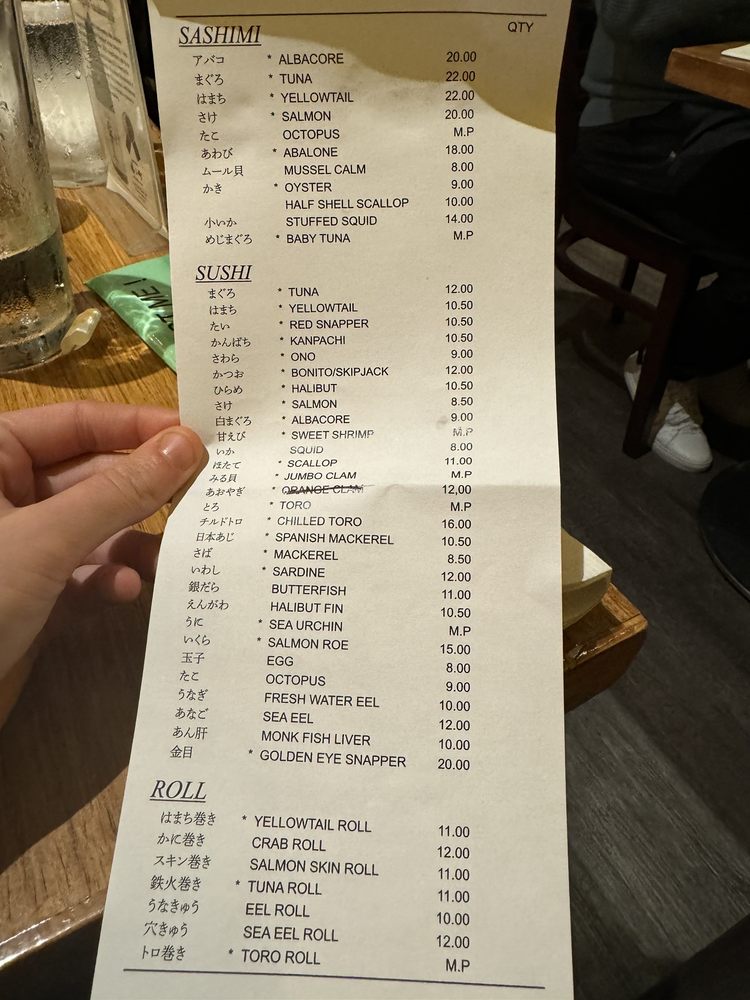 SASHIMI QTY
アバコ * ALBACORE 20.00
まぐろ * TUNA 22.00
はまち * YELLOWTAIL 22.00
さけ * SALMON 20.00
たこ OCTOPUS M.P
あわび * ABALONE 18.00
ムール貝 MUSSEL CALM 8.00
かき * OYSTER 9.00
HALF SHELL SCALLOP 10.00
小いか STUFFED SQUID 14.00
めじまぐろ * BABY TUNA M.P
SUSHI
まぐろ * TUNA 12.00
はまち * YELLOWTAIL 10.50
たい * RED SNAPPER 10.50
かんぱち * KANPACHI 10.50
さわら * ONO 9.00
かつお * BONITO/SKIPJACK 12.00
ひらめ * HALIBUT 10.50
さけ * SALMON 8.50
白まぐろ * ALBACORE 9.00
甘えび * SWEET SHRIMP M.P
いか SQUID 8.00
ほたて * SCALLOP 11.00
みる貝 * JUMBO CLAM M.P
あおやぎ * ORANGE CLAM 12,00
とろ * TORO M.P
チルドトロ * CHILLED TORO 16.00
日本あじ * SPANISH MACKEREL 10.50
さば * MACKEREL 8.50
いわし * SARDINE 12.00
銀だら BUTTERFISH 11.00
えんがわ HALIBUT FIN 10.50
うに * SEA URCHIN M.P
いくら * SALMON ROE 15.00
玉子 EGG 8.00
たこ OCTOPUS 9.00
うなぎ FRESH WATER EEL 10.00
あなご SEA EEL 12.00
あん肝 MONK FISH LIVER 10.00
金目 * GOLDEN EYE SNAPPER 20.00
ROLL
はまち巻き * YELLOWTAIL ROLL 11.00
かに巻き CRAB ROLL 12.00
スキン巻き SALMON SKIN ROLL 11.00
鉄火巻き * TUNA ROLL 11.00
うなきゅう EEL ROLL 10.00
穴きゅう SEA EEL ROLL 12.00
トロ巻き * TORO ROLL M.P
ME !